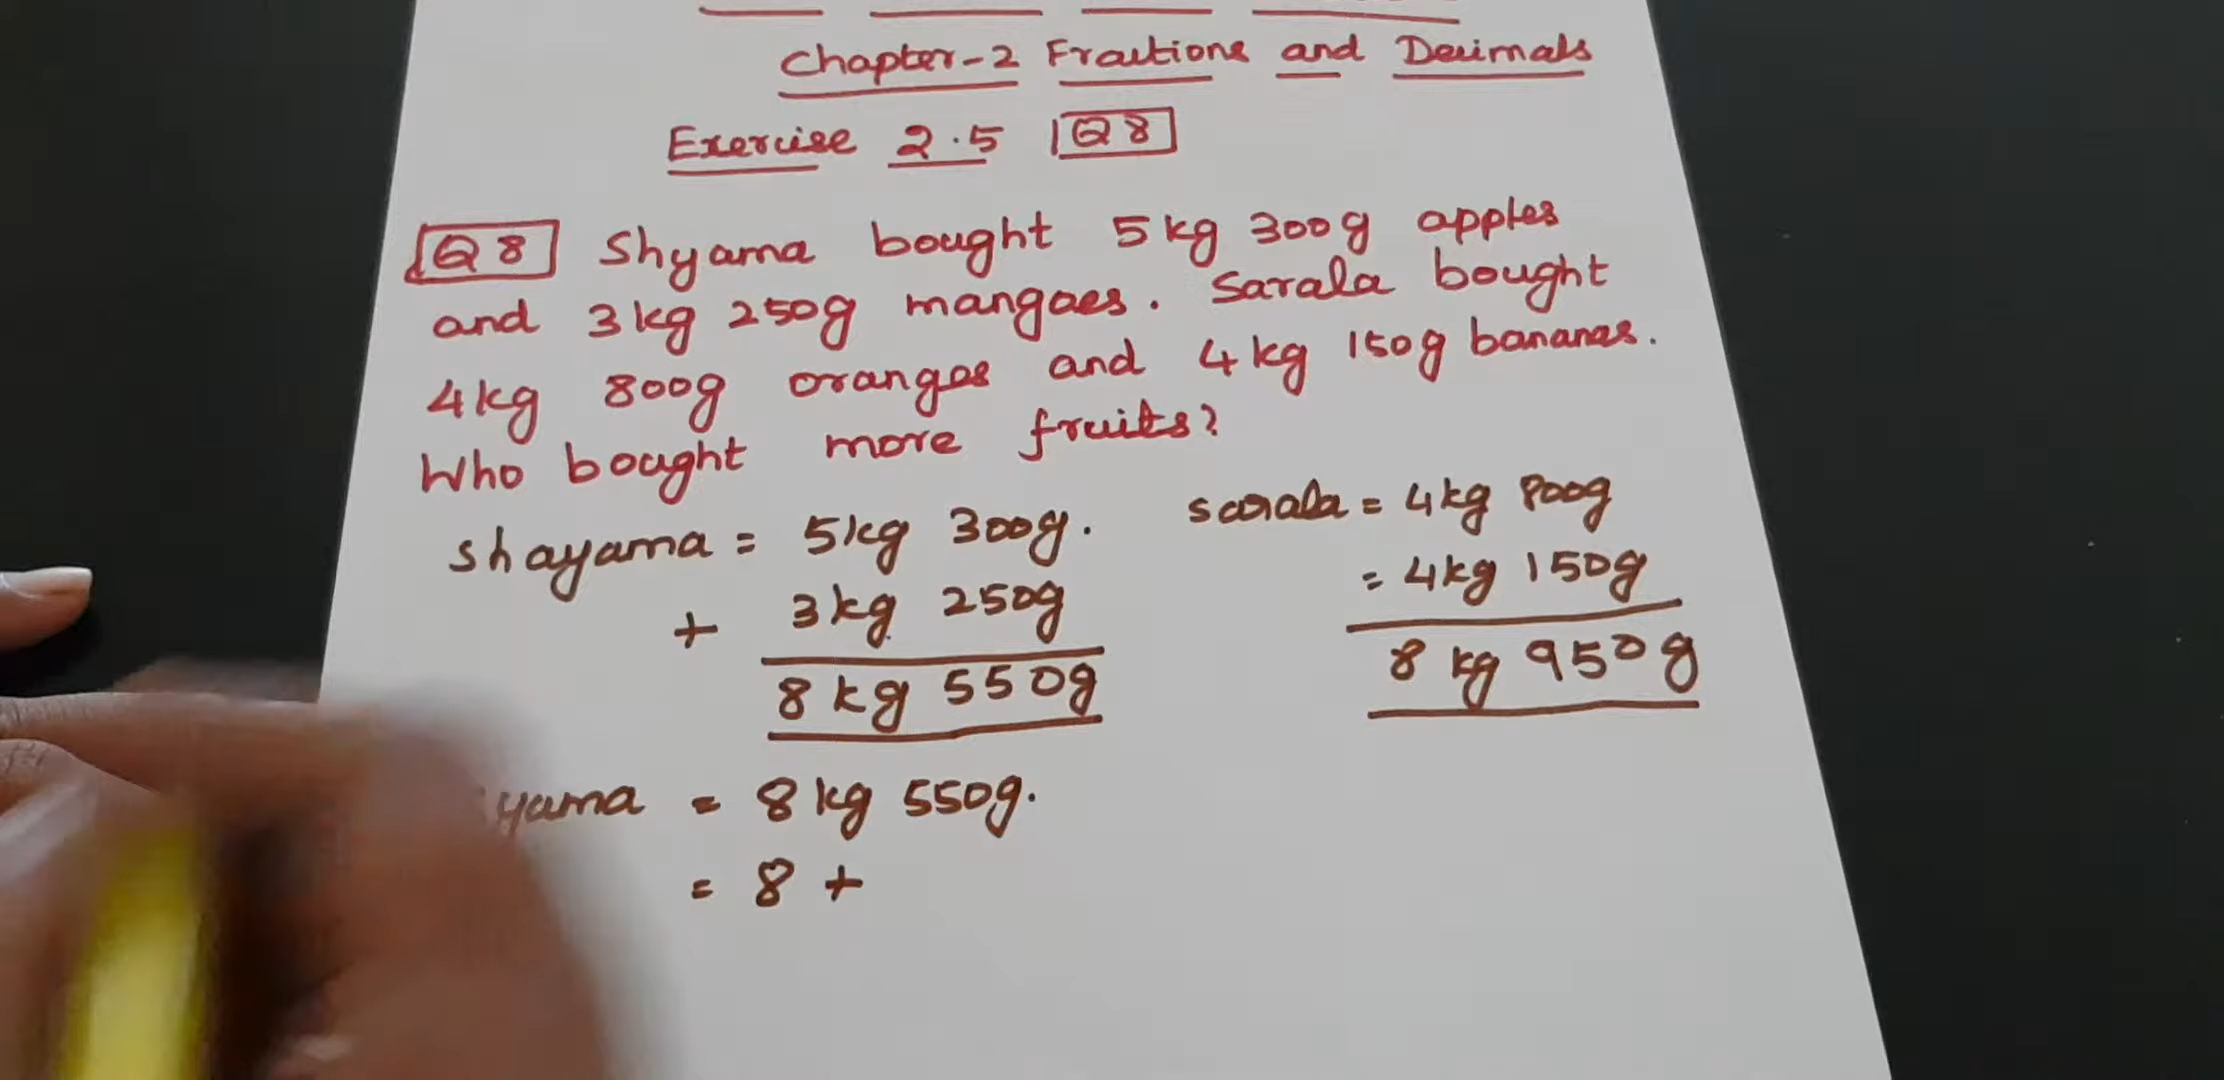 Chapter-2 Fractions and Decimals
Exercise 2.5 Q8
Q8 Shyama bought 5kg 300g apples
and 3kg 250g mangoes. Sarala bought
4kg 800g oranges and 4kg 150g bananas.
Who bought more fruits?
shayama = 5kg 300g.
+ 3kg 250g
8kg 550g
sarala = 4kg 800g
= 4kg 150g
8 kg 950g
yama = 8kg 550g.
= 8 +